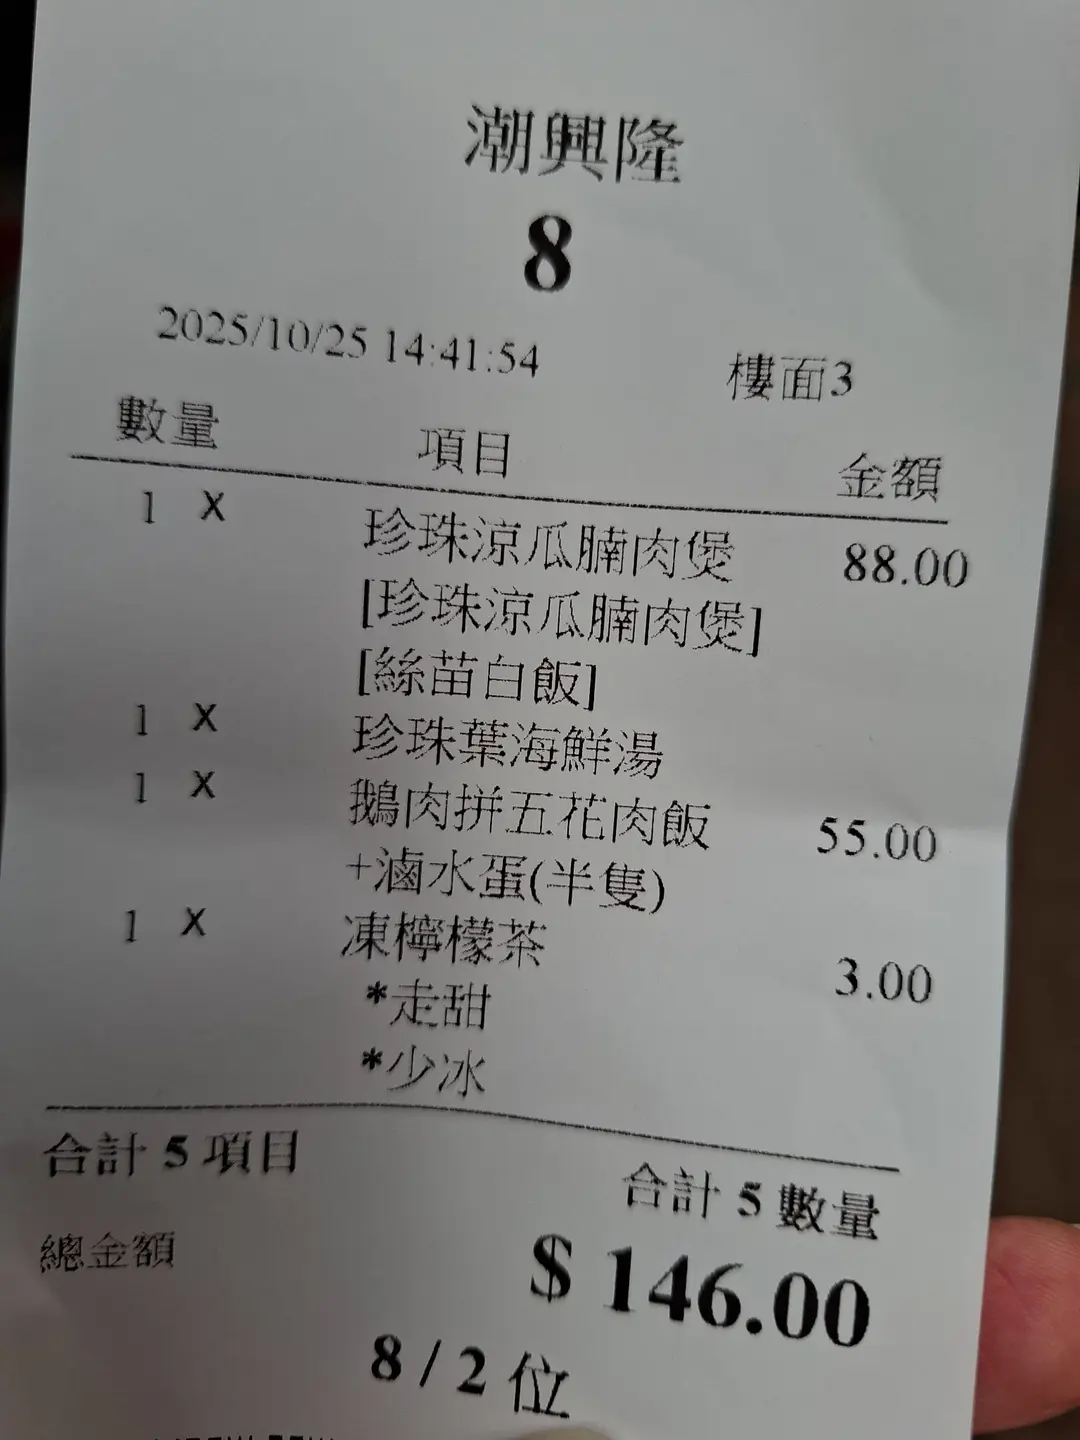 潮興隆
8
2025/10/25 14:41:54 樓面3
數量 項目 金額
1 X 珍珠涼瓜腩肉煲 88.00
[珍珠涼瓜腩肉煲]
[絲苗白飯]
1 X 珍珠葉海鮮湯
1 X 鵝肉拼五花肉飯 55.00
+滷水蛋(半隻)
1 X 凍檸檬茶 3.00
*走甜
*少冰
合計 5 項目 合計 5 數量
總金額 $ 146.00
8 / 2 位